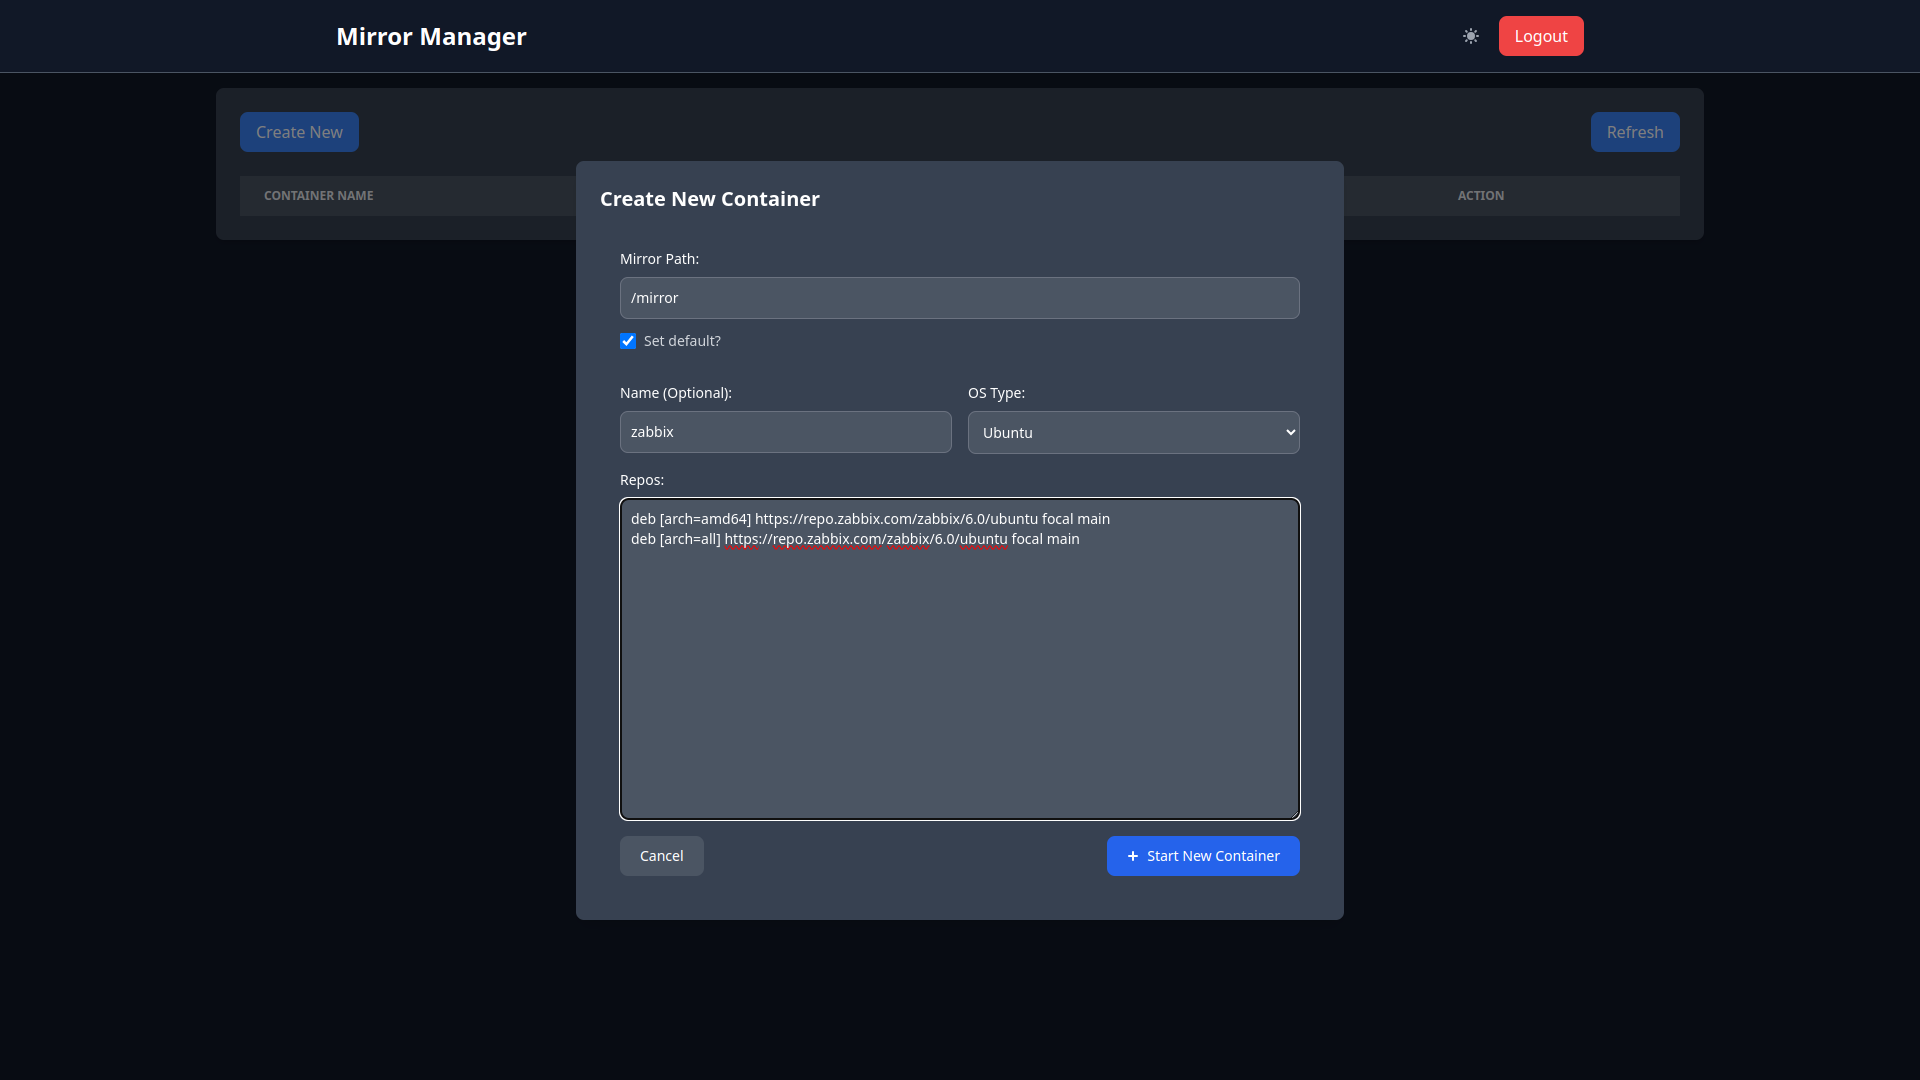 Mirror Manager
Logout
Create New
Refresh
CONTAINER NAME
ACTION
Create New Container
Mirror Path:
/mirror
Set default?
Name (Optional):
OS Type:
zabbix
Ubuntu
Repos:
deb [arch=amd64] https://repo.zabbix.com/zabbix/6.0/ubuntu focal main
deb [arch=all] https://repo.zabbix.com/zabbix/6.0/ubuntu focal main
Cancel
+ Start New Container